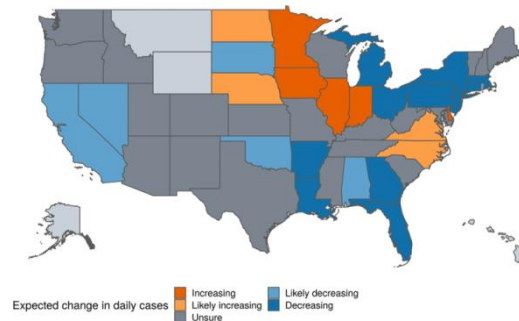 Increasing
Likely decreasing
Expected change in daily cases
Likely increasing
Decreasing
Unsure